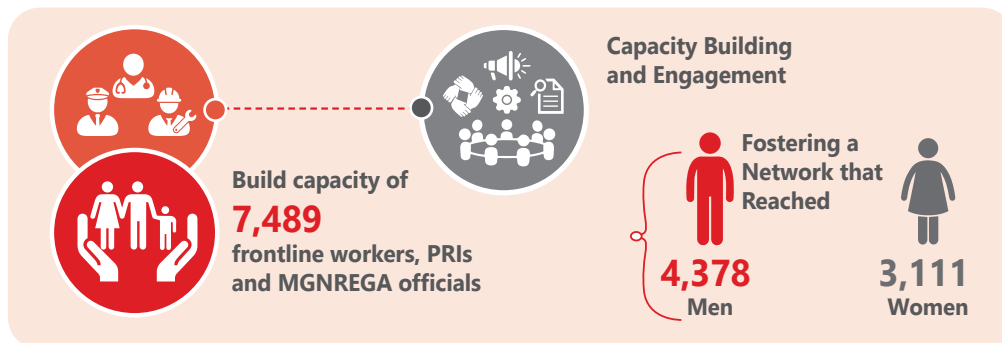 Capacity Building
and Engagement
Build capacity of
7,489
frontline workers, PRIs
and MGNREGA officials
Fostering a
Network that
Reached
4,378
Men
3,111
Women